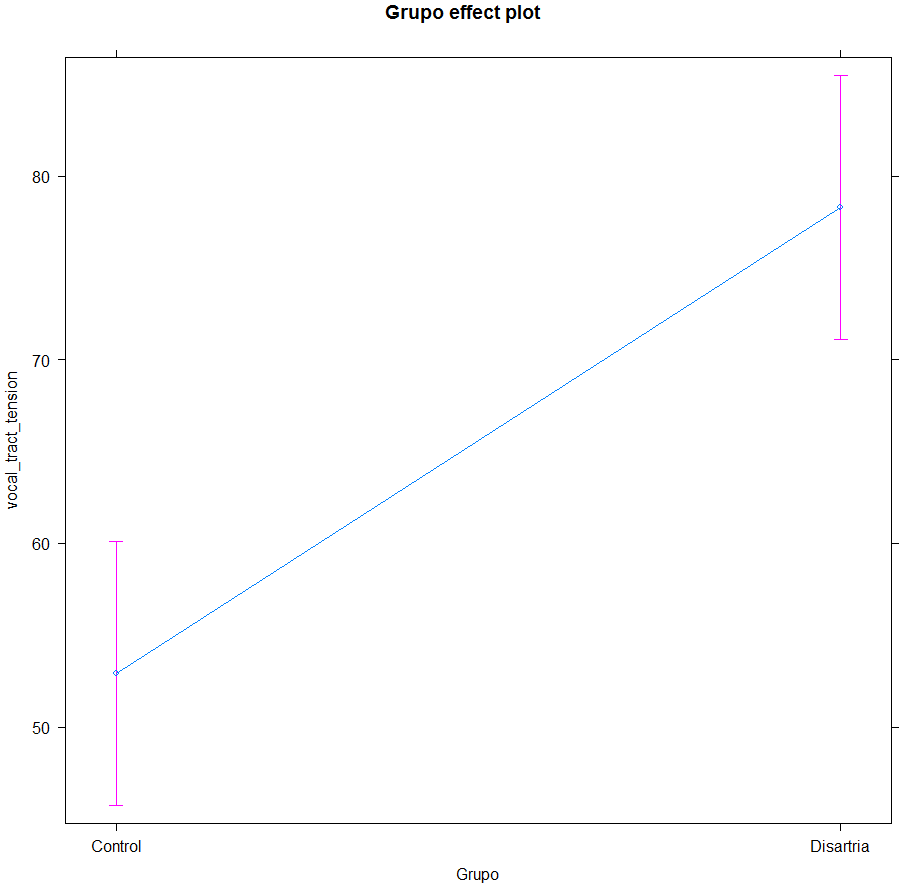 Grupo effect plot
80
70
60
50
vocal_tract_tension
Control
Disartria
Grupo